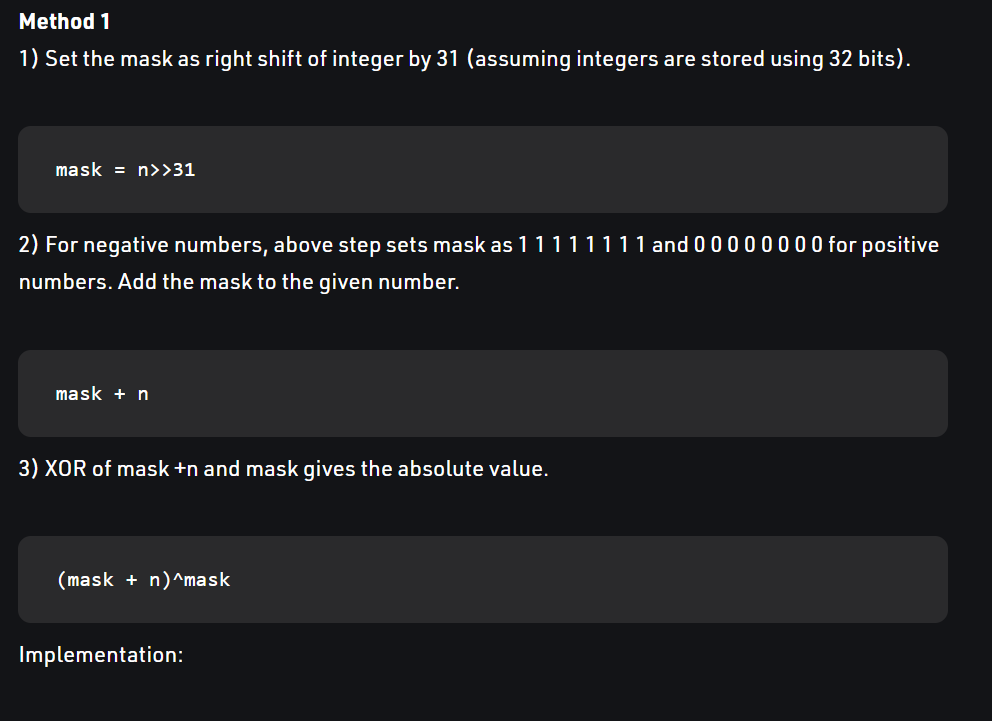 Method 1
1) Set the mask as right shift of integer by 31 (assuming integers are stored using 32 bits).
mask = n>>31
2) For negative numbers, above step sets mask as 1 1 1 1 1 1 1 1 and 0 0 0 0 0 0 0 0 for positive
numbers. Add the mask to the given number.
mask + n
3) XOR of mask +n and mask gives the absolute value.
(mask + n)^mask
Implementation: